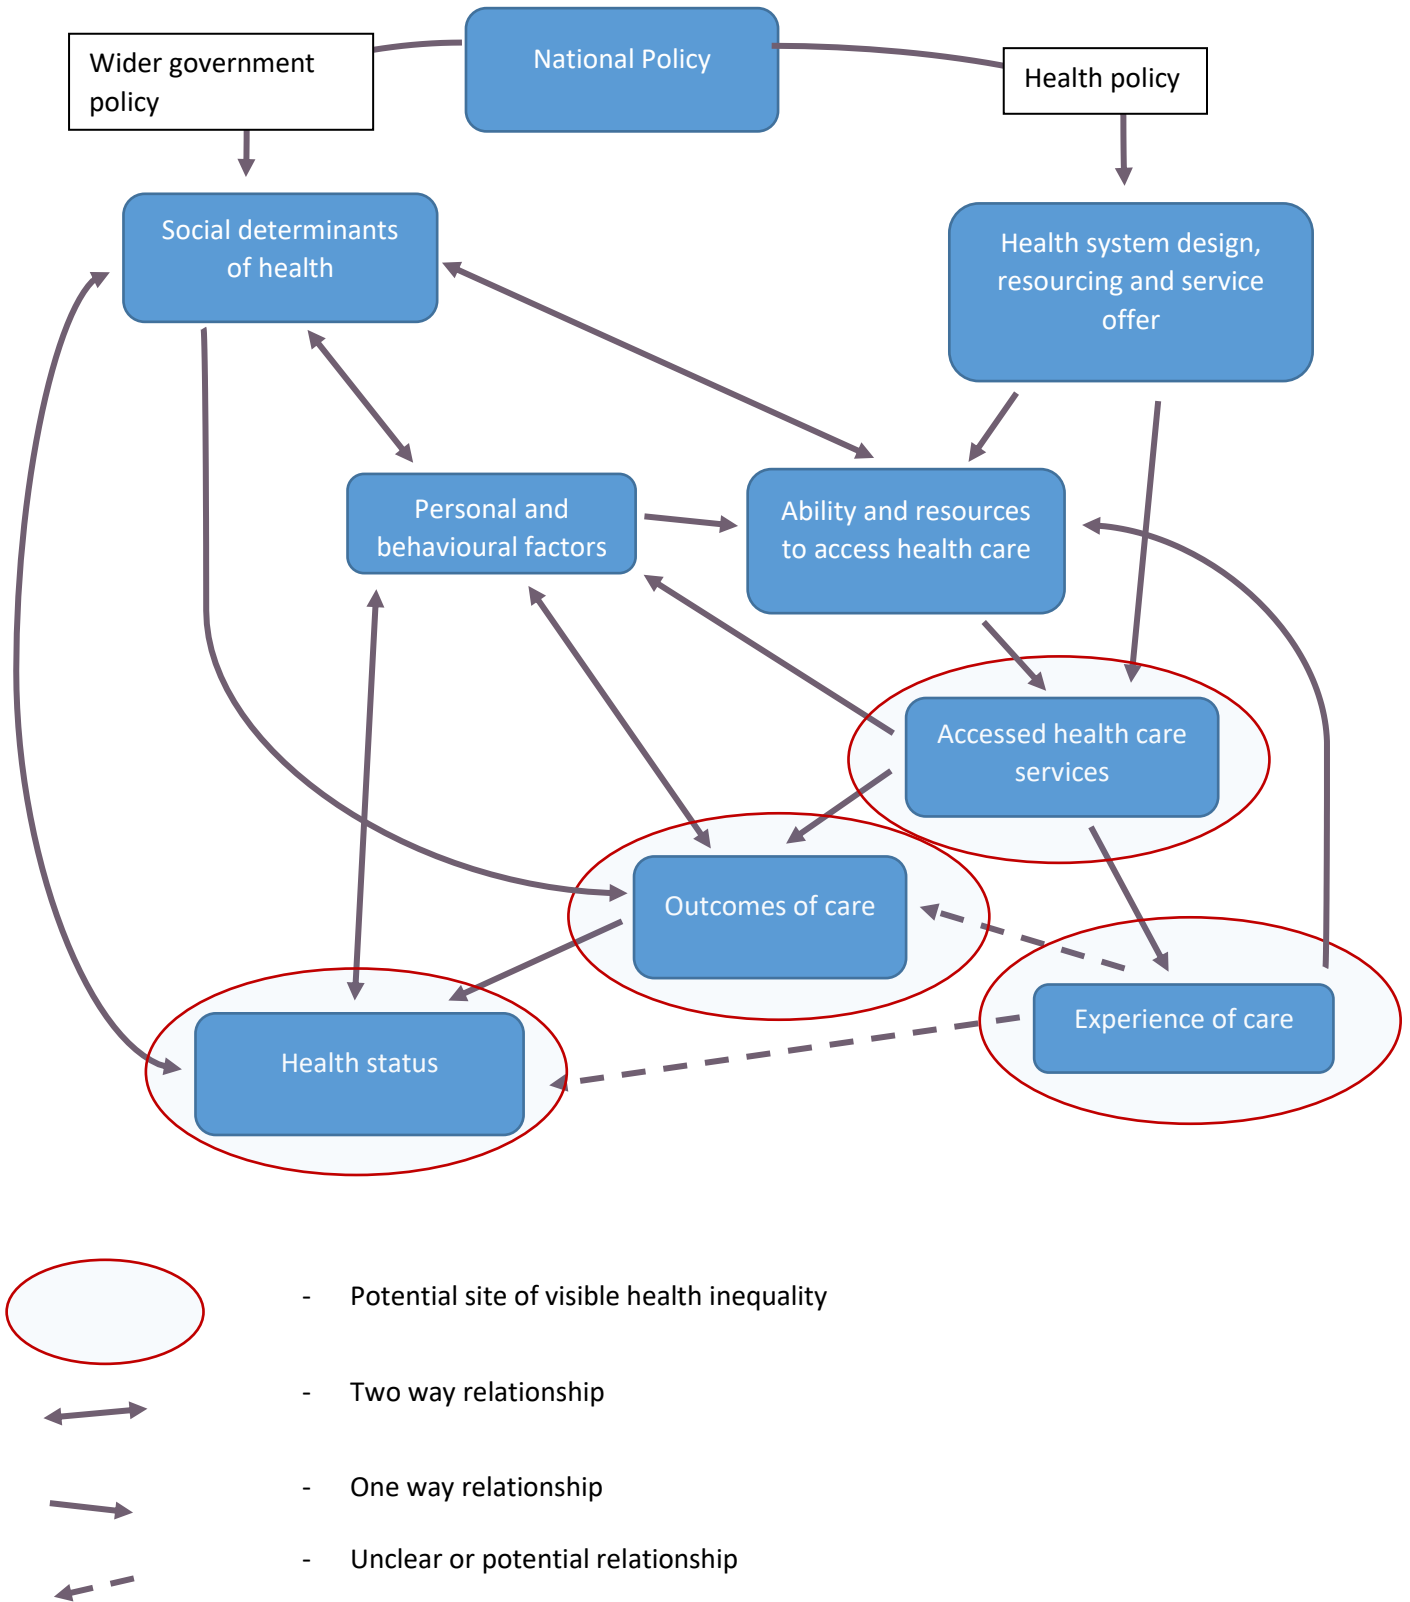 National Policy
Wider government
policy
Health policy
Social determinants
of health
Health system design,
resourcing and service
offer
Personal and
behavioural factors
Ability and resources
to access health care
Accessed health care
services
Outcomes of care
Experience of care
Health status
- Potential site of visible health inequality
- Two way relationship
- One way relationship
- Unclear or potential relationship